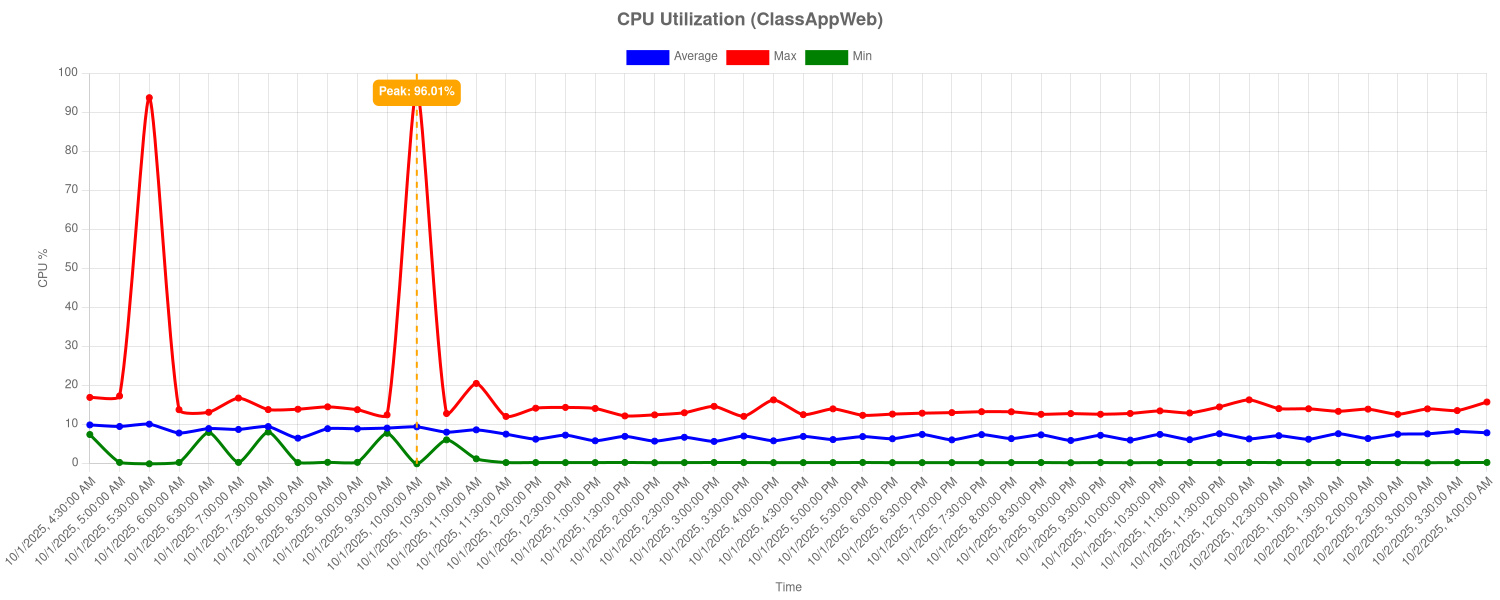 CPU Utilization (ClassAppWeb)
Average Max Min
Peak: 96.01%
100
90
80
70
60
50
40
30
20
10
0
CPU %
10/1/2025, 4:30:00 AM
10/1/2025, 5:00:00 AM
10/1/2025, 5:30:00 AM
10/1/2025, 6:00:00 AM
10/1/2025, 6:30:00 AM
10/1/2025, 7:00:00 AM
10/1/2025, 7:30:00 AM
10/1/2025, 8:00:00 AM
10/1/2025, 8:30:00 AM
10/1/2025, 9:00:00 AM
10/1/2025, 9:30:00 AM
10/1/2025, 10:00:00 AM
10/1/2025, 10:30:00 AM
10/1/2025, 11:00:00 AM
10/1/2025, 11:30:00 AM
10/1/2025, 12:00:00 PM
10/1/2025, 12:30:00 PM
10/1/2025, 1:00:00 PM
10/1/2025, 1:30:00 PM
10/1/2025, 2:00:00 PM
10/1/2025, 2:30:00 PM
10/1/2025, 3:00:00 PM
10/1/2025, 3:30:00 PM
10/1/2025, 4:00:00 PM
10/1/2025, 4:30:00 PM
10/1/2025, 5:00:00 PM
10/1/2025, 5:30:00 PM
10/1/2025, 6:00:00 PM
10/1/2025, 6:30:00 PM
10/1/2025, 7:00:00 PM
10/1/2025, 7:30:00 PM
10/1/2025, 8:00:00 PM
10/1/2025, 8:30:00 PM
10/1/2025, 9:00:00 PM
10/1/2025, 9:30:00 PM
10/1/2025, 10:00:00 PM
10/1/2025, 10:30:00 PM
10/1/2025, 11:00:00 PM
10/1/2025, 11:30:00 PM
10/2/2025, 12:00:00 AM
10/2/2025, 12:30:00 AM
10/2/2025, 1:00:00 AM
10/2/2025, 1:30:00 AM
10/2/2025, 2:00:00 AM
10/2/2025, 2:30:00 AM
10/2/2025, 3:00:00 AM
10/2/2025, 3:30:00 AM
10/2/2025, 4:00:00 AM
Time